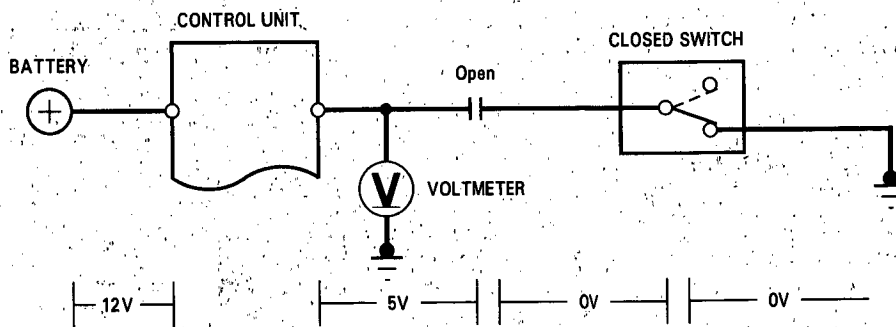 CONTROL UNIT
BATTERY
Open
CLOSED SWITCH
V
VOLTMETER
12V
5V
0V
0V